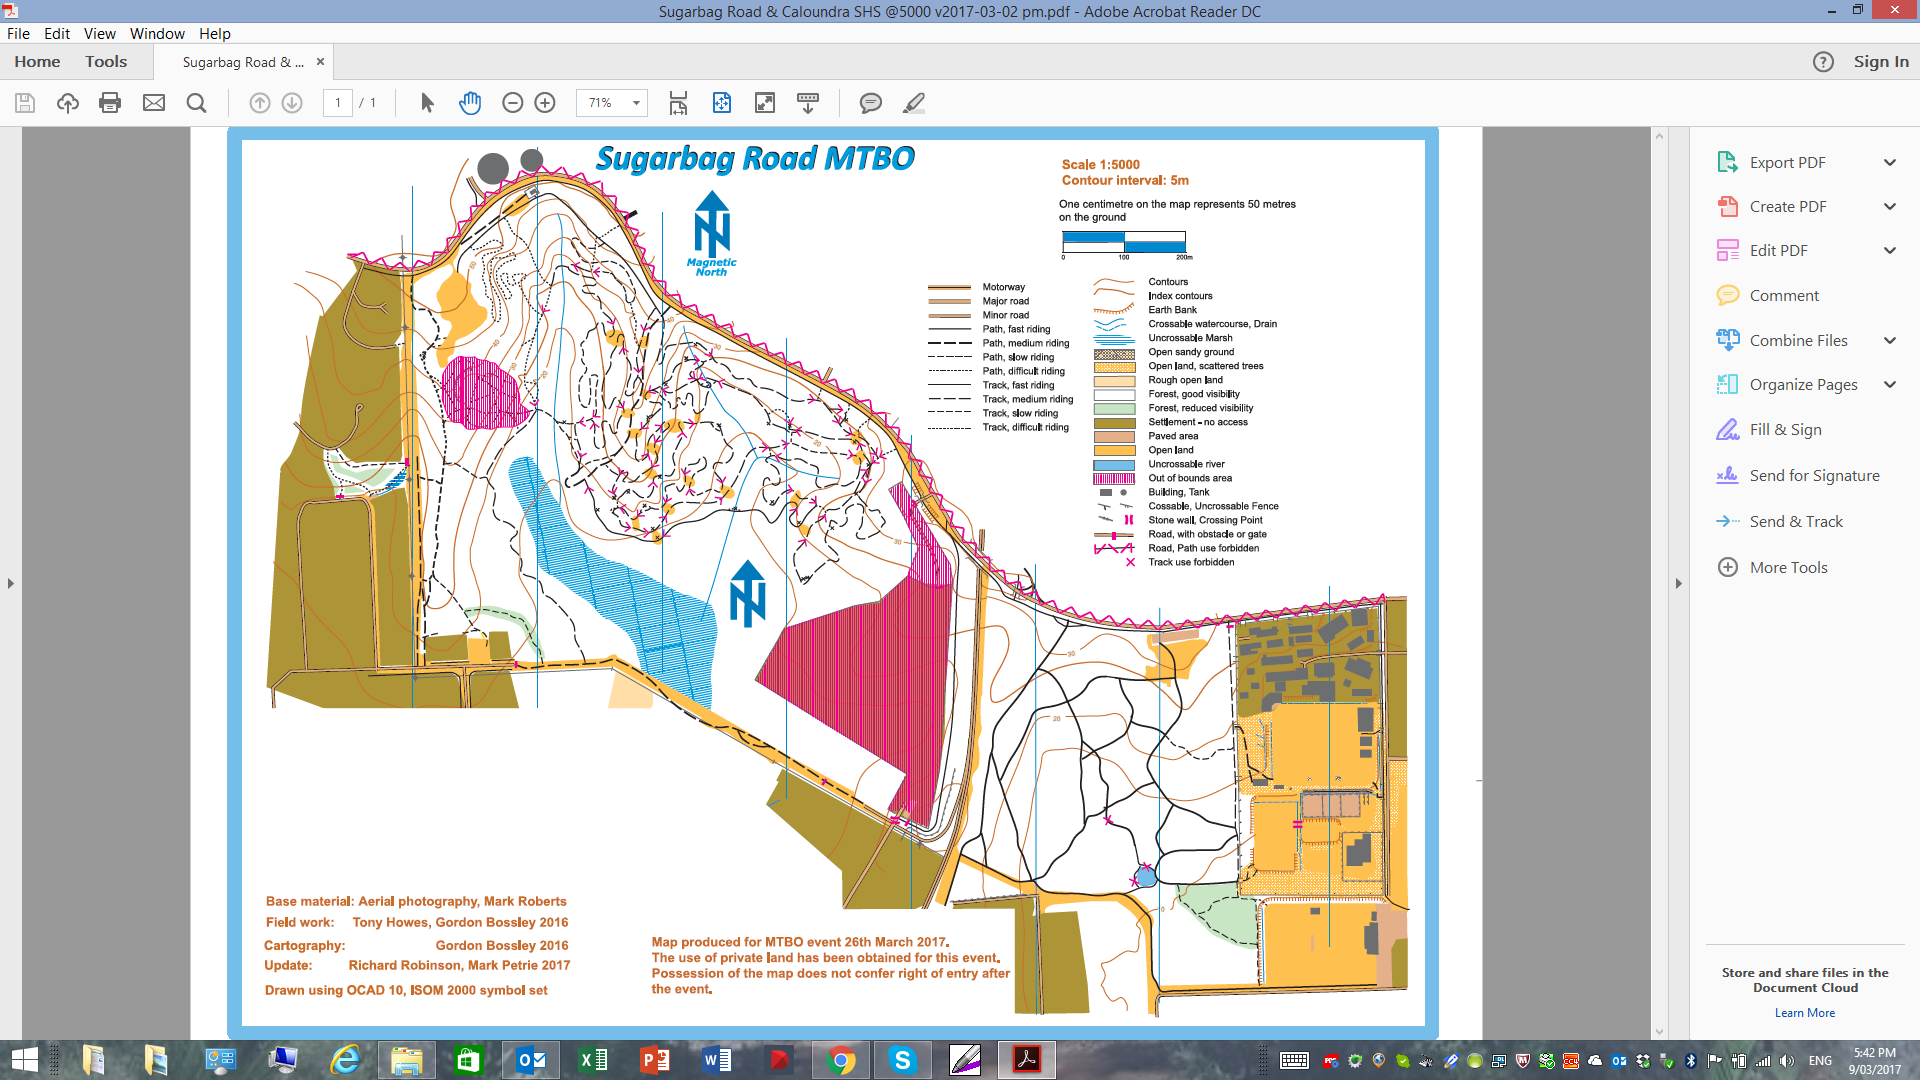 Sugarbag Road & Caloundra SHS @5000 v2017-03-02 pm.pdf - Adobe Acrobat Reader DC
File Edit View Window Help
Home Tools Sugarbag Road & ... × Sign In
1 / 1 71%
Sugarbag Road MTBO
Magnetic
North
Scale 1:5000
Contour interval: 5m
One centimetre on the map represents 50 metres
on the ground
0 100 200m
Motorway
Major road
Minor road
Path, fast riding
Path, medium riding
Path, slow riding
Path, difficult riding
Track, fast riding
Track, medium riding
Track, slow riding
Track, difficult riding
Contours
Index contours
Earth Bank
Crossable watercourse, Drain
Uncrossable Marsh
Open sandy ground
Open land, scattered trees
Rough open land
Forest, good visibility
Forest, reduced visibility
Settlement - no access
Paved area
Open land
Uncrossable river
Out of bounds area
Building, Tank
Cossable, Uncrossable Fence
Stone wall, Crossing Point
Road, with obstacle or gate
Road, Path use forbidden
Track use forbidden
Base material: Aerial photography, Mark Roberts
Field work: Tony Howes, Gordon Bossley 2016
Cartography: Gordon Bossley 2016
Update: Richard Robinson, Mark Petrie 2017
Drawn using OCAD 10, ISOM 2000 symbol set
Map produced for MTBO event 26th March 2017.
The use of private land has been obtained for this event.
Possession of the map does not confer right of entry after
the event.
Export PDF
Create PDF
Edit PDF
Comment
Combine Files
Organize Pages
Fill & Sign
Send for Signature
Send & Track
More Tools
Store and share files in the
Document Cloud
Learn More
ENG
5:42 PM
9/03/2017